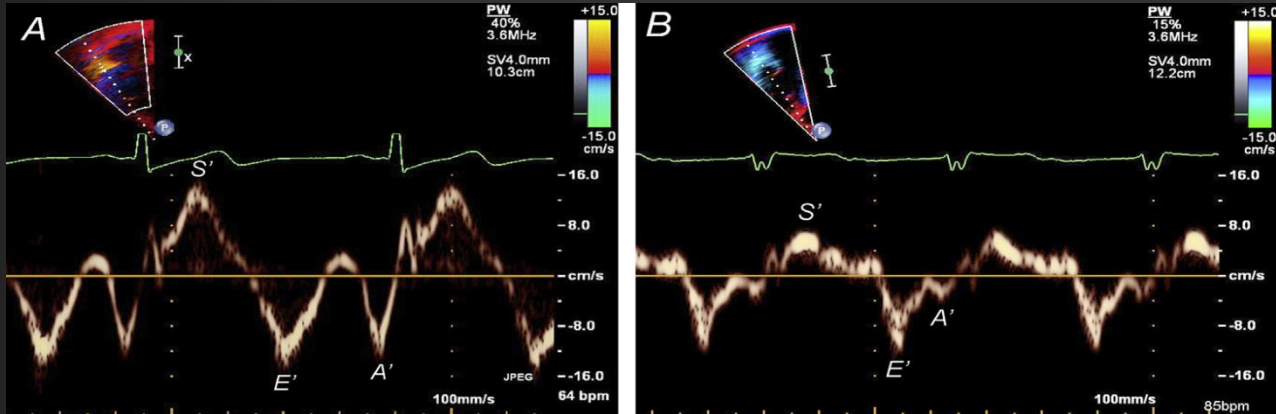 A
PW
40%
3.6MHz
SV4.0mm
10.3cm
+15.0
-15.0
cm/s
x
P
S'
16.0
8.0
cm/s
-8.0
-16.0
E'
A'
JPEG
100mm/s
64 bpm
B
PW
15%
3.6MHz
SV4.0mm
12.2cm
+15.0
-15.0
cm/s
P
S'
16.0
8.0
cm/s
-8.0
-16.0
A'
E'
100mm/s
85bpm